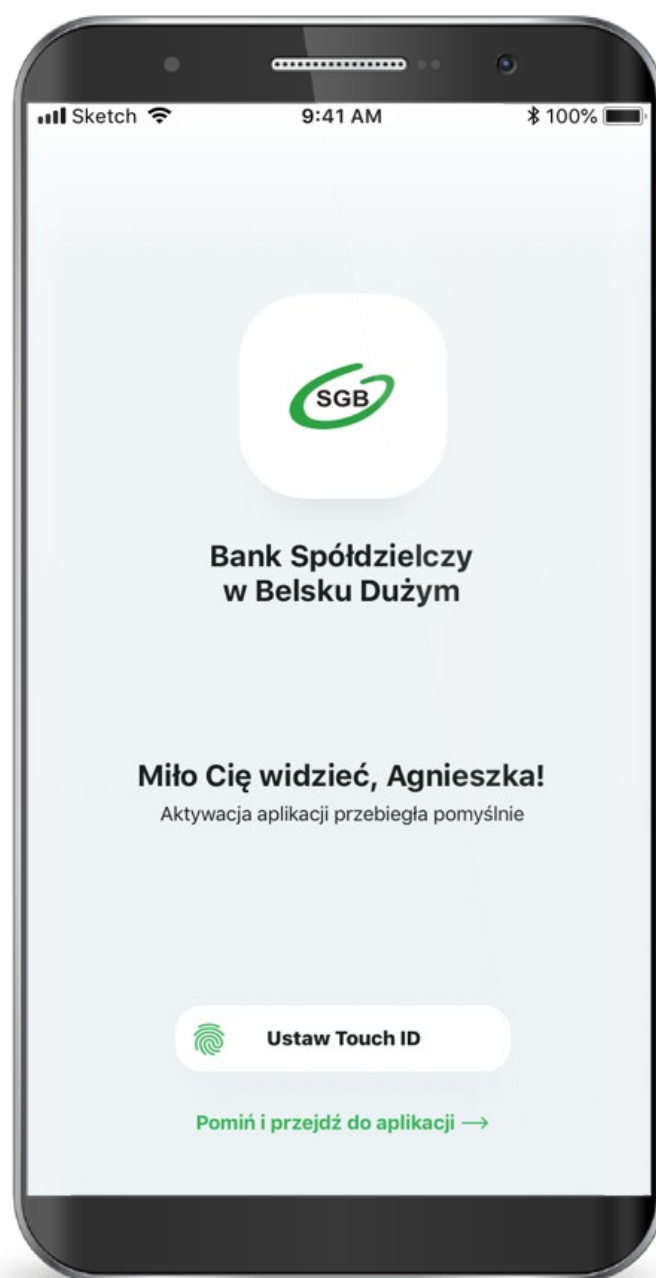 Sketch 9:41 AM 100%
SGB
Bank Spółdzielczy
w Belsku Dużym
Miło Cię widzieć, Agnieszka!
Aktywacja aplikacji przebiegła pomyślnie
Ustaw Touch ID
Pomiń i przejdź do aplikacji →